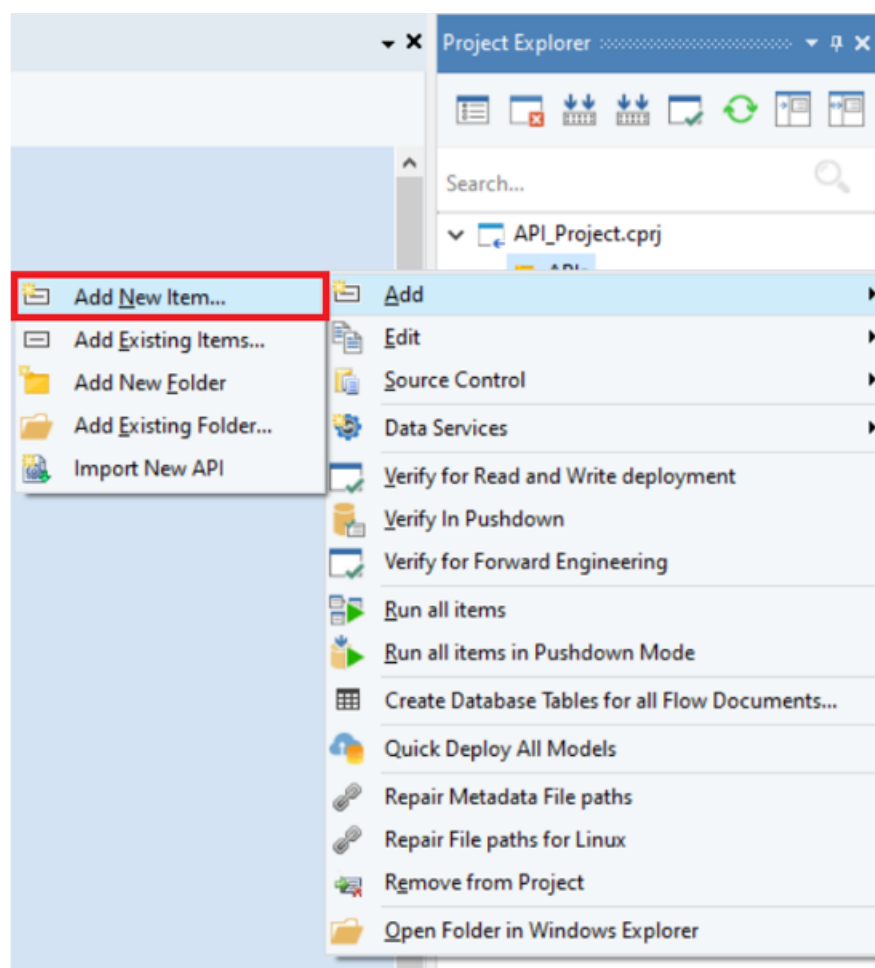 Project Explorer
Search...
API_Project.cprj
APIs
Add New Item...
Add Existing Items...
Add New Folder
Add Existing Folder...
Import New API
Add
Edit
Source Control
Data Services
Verify for Read and Write deployment
Verify In Pushdown
Verify for Forward Engineering
Run all items
Run all items in Pushdown Mode
Create Database Tables for all Flow Documents...
Quick Deploy All Models
Repair Metadata File paths
Repair File paths for Linux
Remove from Project
Open Folder in Windows Explorer